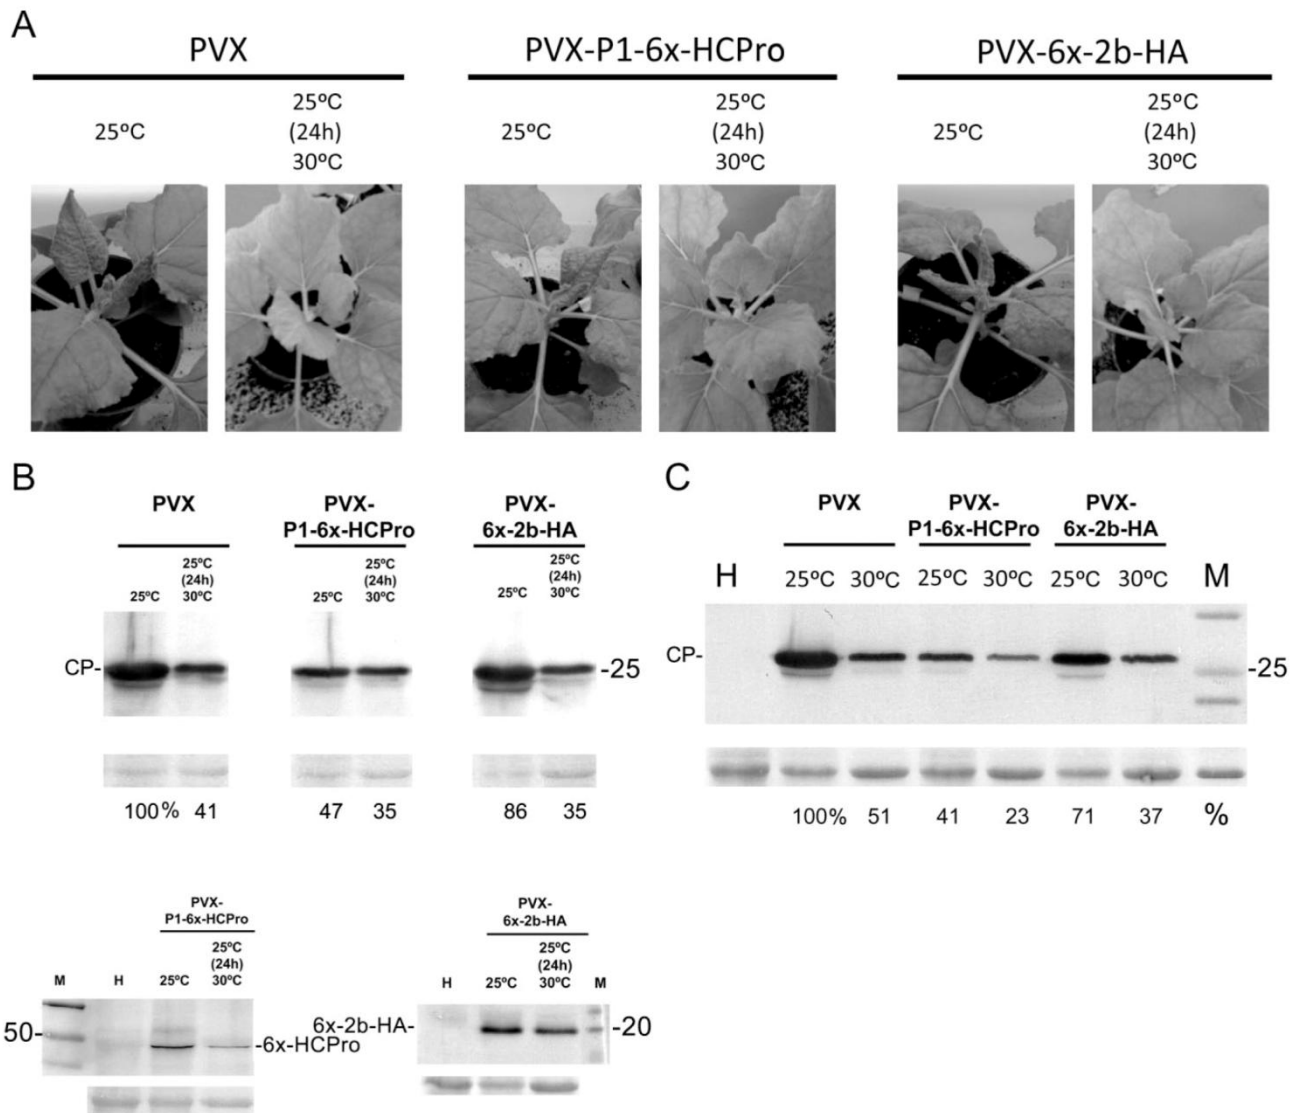 A
PVX
PVX-P1-6x-HCPro
PVX-6x-2b-HA
25ºC
25ºC
(24h)
30ºC
25ºC
25ºC
(24h)
30ºC
25ºC
25ºC
(24h)
30ºC
B
PVX
PVX-
P1-6x-HCPro
PVX-
6x-2b-HA
25ºC
25ºC
(24h)
30ºC
25ºC
25ºC
(24h)
30ºC
25ºC
25ºC
(24h)
30ºC
CP-
-25
100% 41
47 35
86 35
C
PVX
PVX-
P1-6x-HCPro
PVX-
6x-2b-HA
H 25ºC 30ºC 25ºC 30ºC 25ºC 30ºC M
CP-
-25
100% 51 41 23 71 37 %
PVX-
P1-6x-HCPro
M H 25ºC
25ºC
(24h)
30ºC
50-
-6x-HCPro
PVX-
6x-2b-HA
H 25ºC
25ºC
(24h)
30ºC
M
6x-2b-HA-
-20